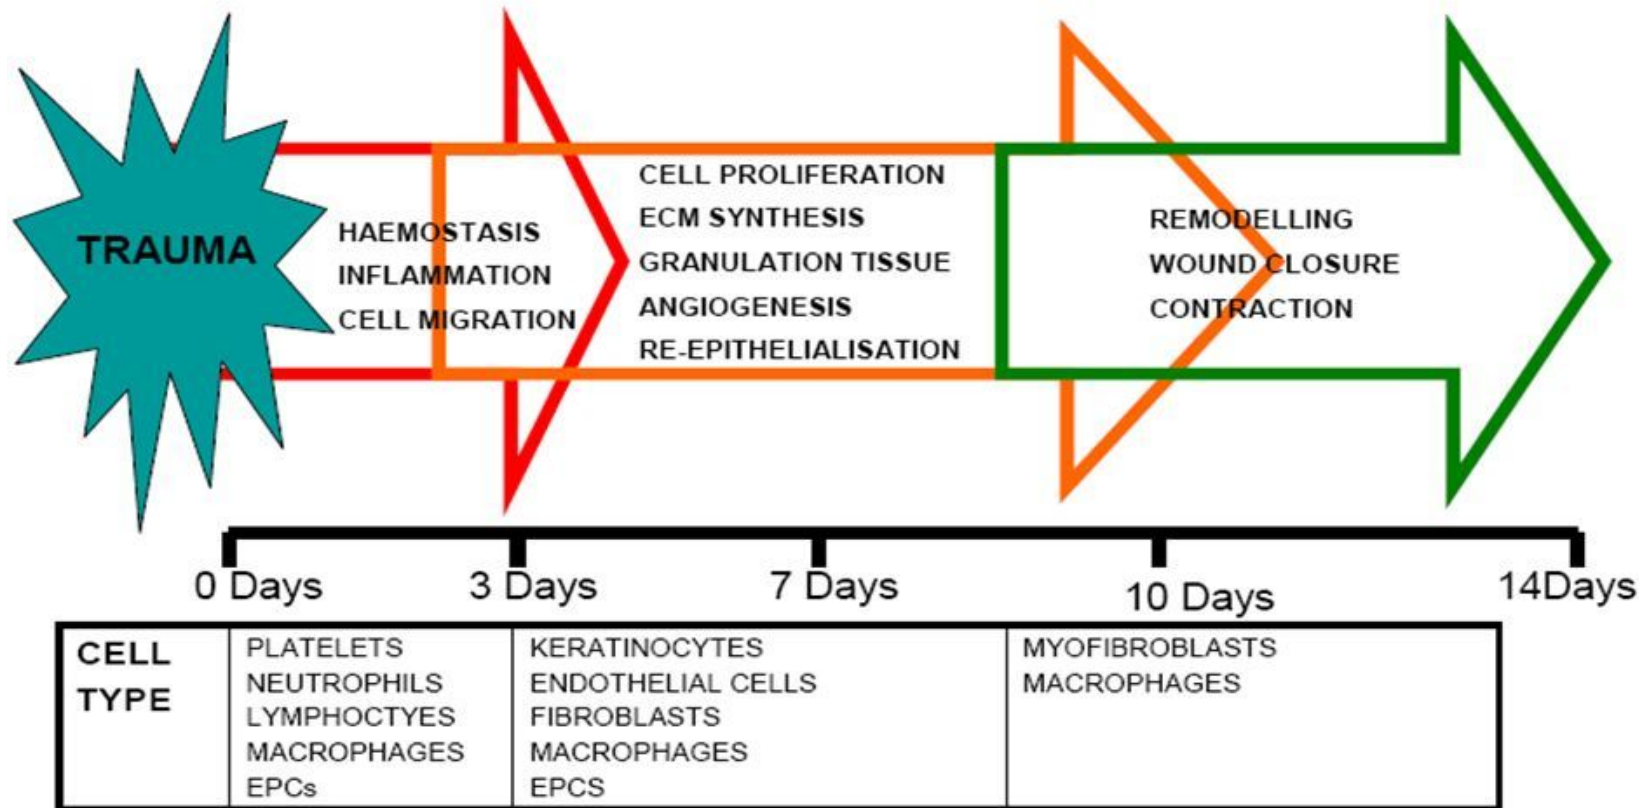 TRAUMA
HAEMOSTASIS
INFLAMMATION
CELL MIGRATION
CELL PROLIFERATION
ECM SYNTHESIS
GRANULATION TISSUE
ANGIOGENESIS
RE-EPITHELIALISATION
REMODELLING
WOUND CLOSURE
CONTRACTION
0 Days
3 Days
7 Days
10 Days
14Days
CELL
TYPE
PLATELETS
NEUTROPHILS
LYMPHOCTYES
MACROPHAGES
EPCs
KERATINOCYTES
ENDOTHELIAL CELLS
FIBROBLASTS
MACROPHAGES
EPCS
MYOFIBROBLASTS
MACROPHAGES